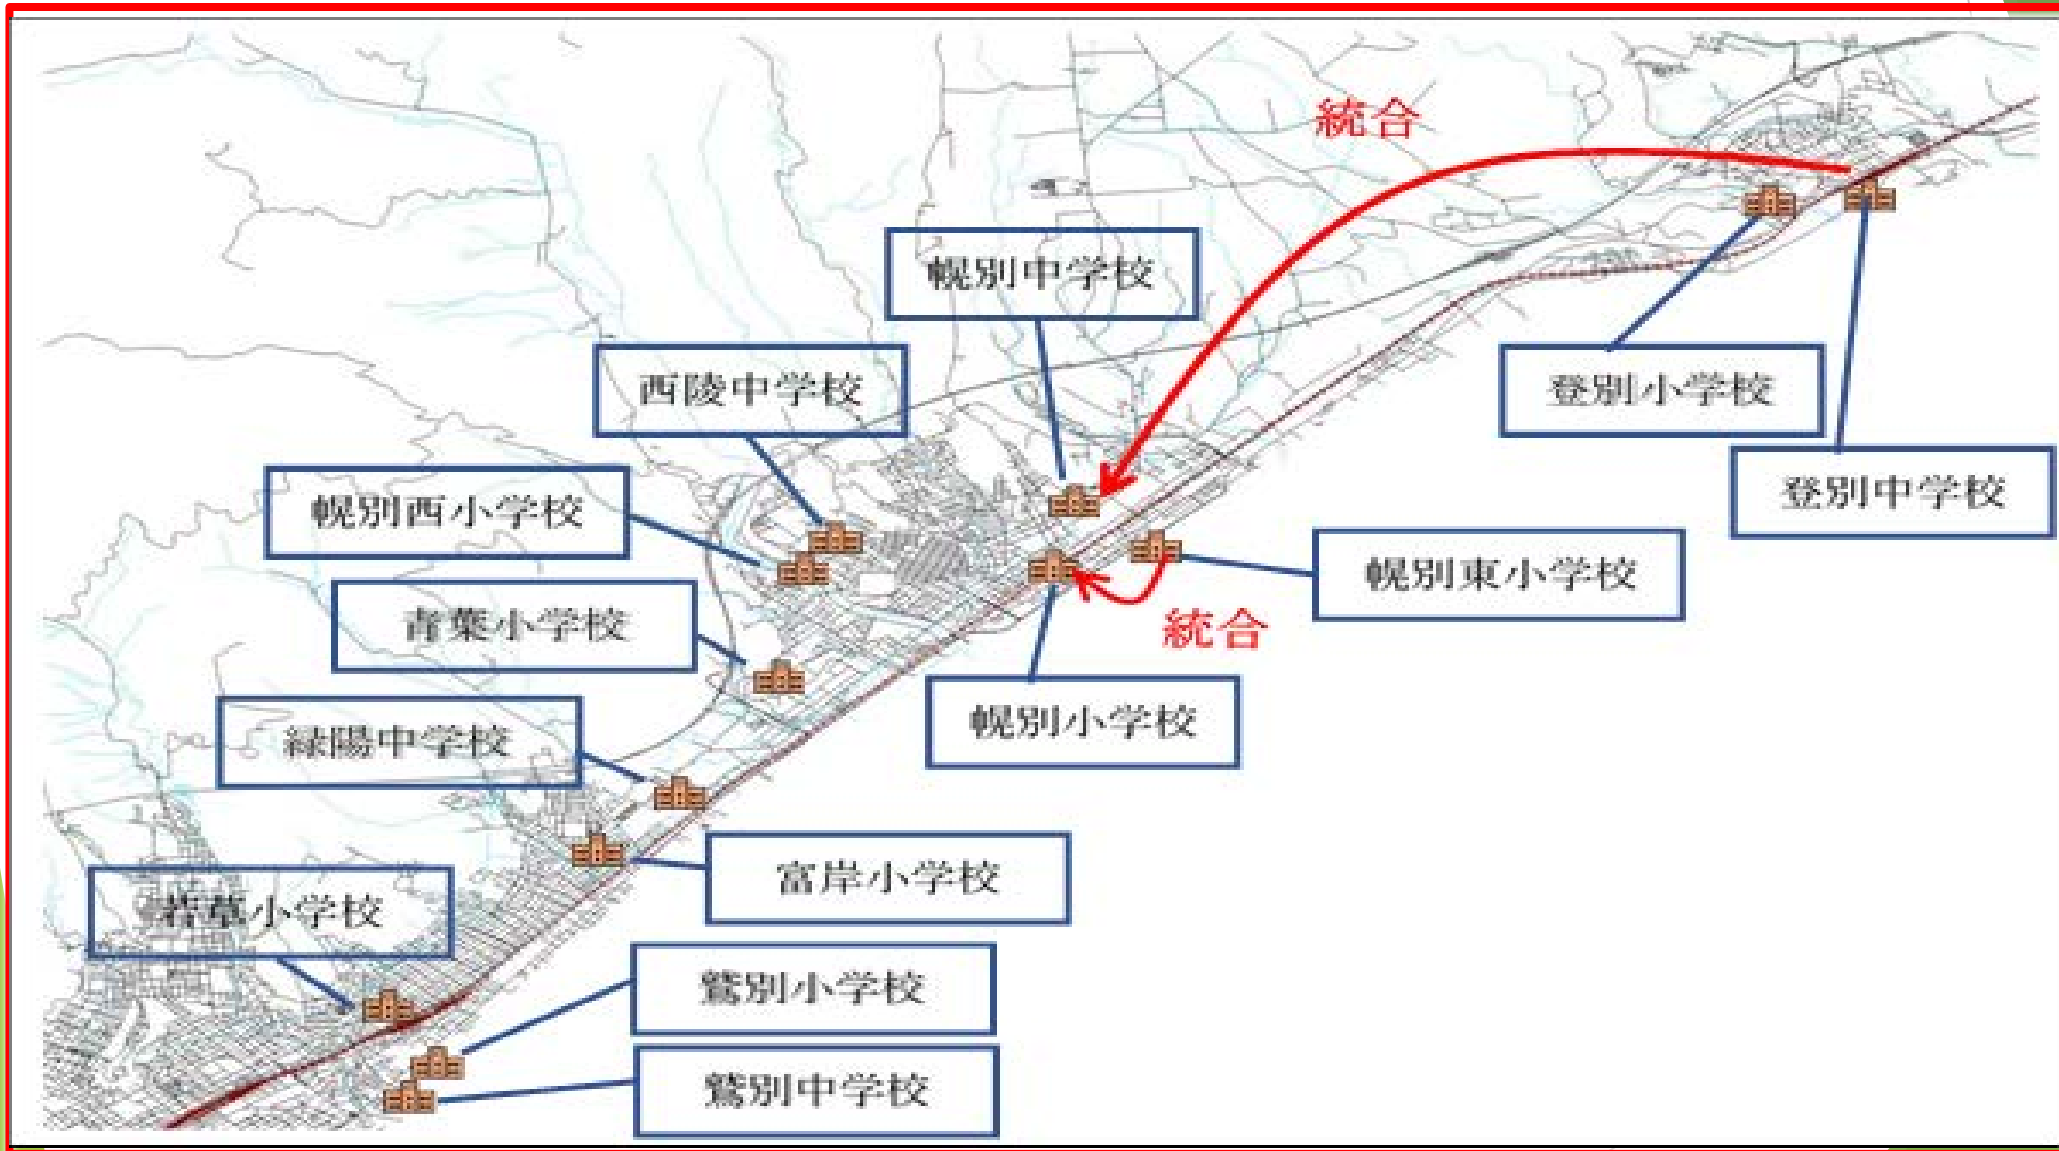 統合
幌別中学校
西陵中学校
登別小学校
登別中学校
幌別西小学校
幌別東小学校
青葉小学校
統合
幌別小学校
緑陽中学校
富岸小学校
若草小学校
鷲別小学校
鷲別中学校